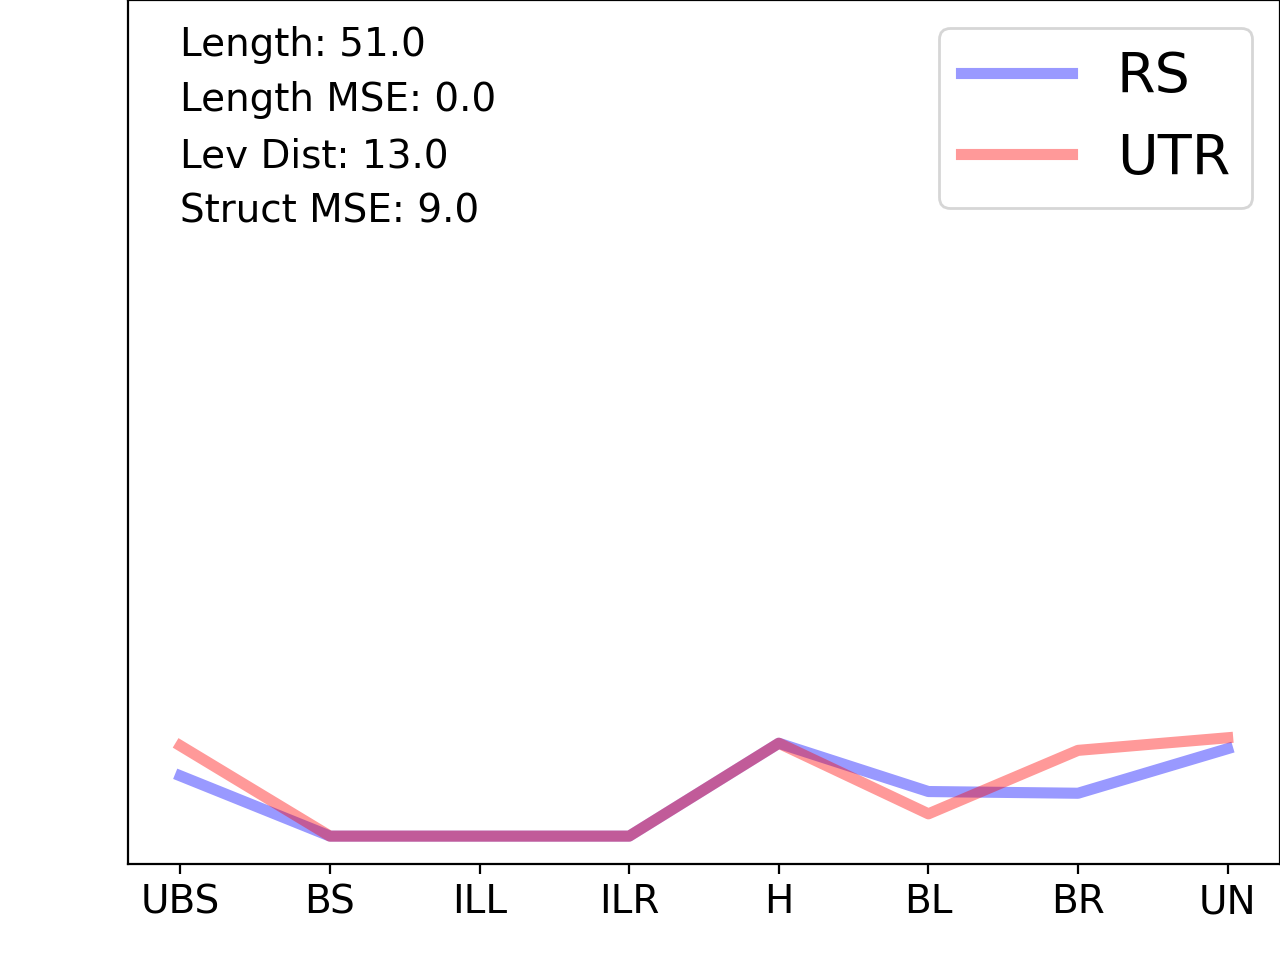 Length: 51.0
Length MSE: 0.0
Lev Dist: 13.0
Struct MSE: 9.0
RS
UTR
UBS BS ILL ILR H BL BR UN